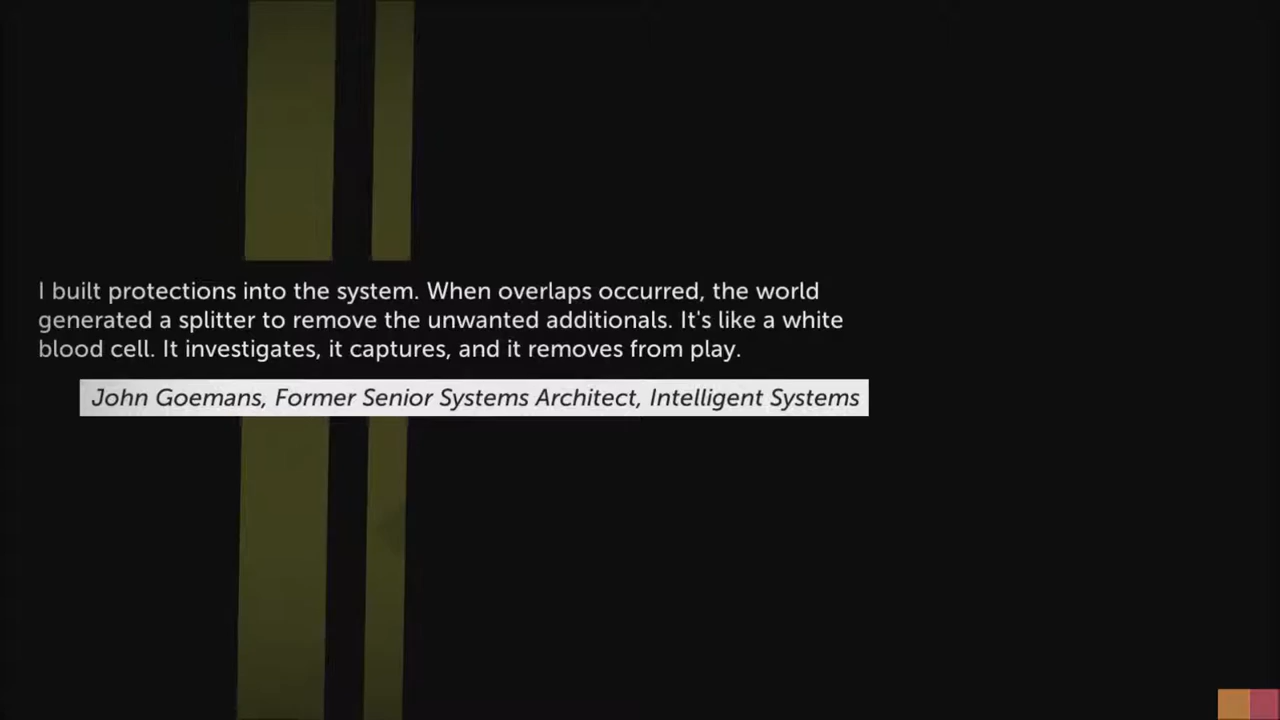 I built protections into the system. When overlaps occurred, the world
generated a splitter to remove the unwanted additionals. It's like a white
blood cell. It investigates, it captures, and it removes from play.
John Goemans, Former Senior Systems Architect, Intelligent Systems